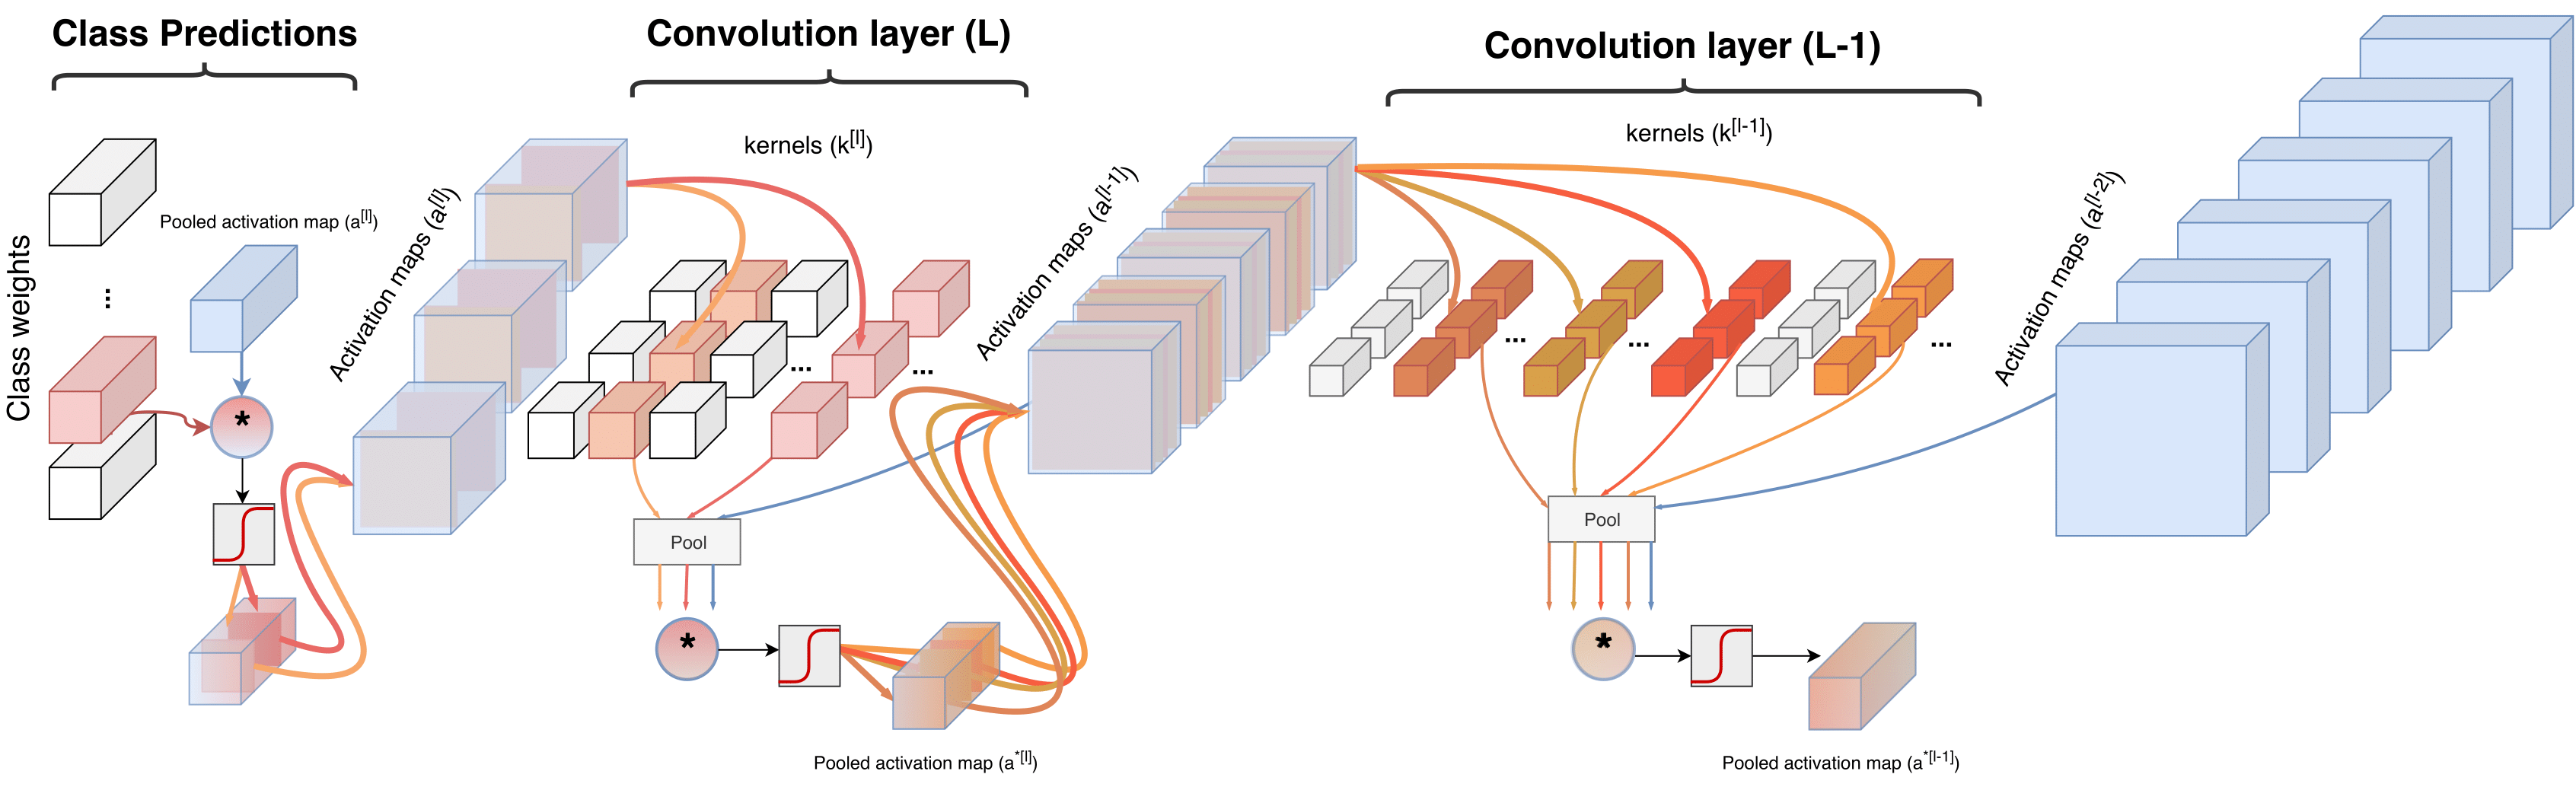 Class Predictions
Convolution layer (L)
Convolution layer (L-1)
kernels (k[l])
kernels (k[l-1])
Class weights
Pooled activation map (a[l])
Activation maps (a[l])
Activation maps (a[l-1])
Activation maps (a[l-2])
...
*
...
...
...
...
...
Pool
Pool
*
*
Pooled activation map (a*[l])
Pooled activation map (a*[l-1])